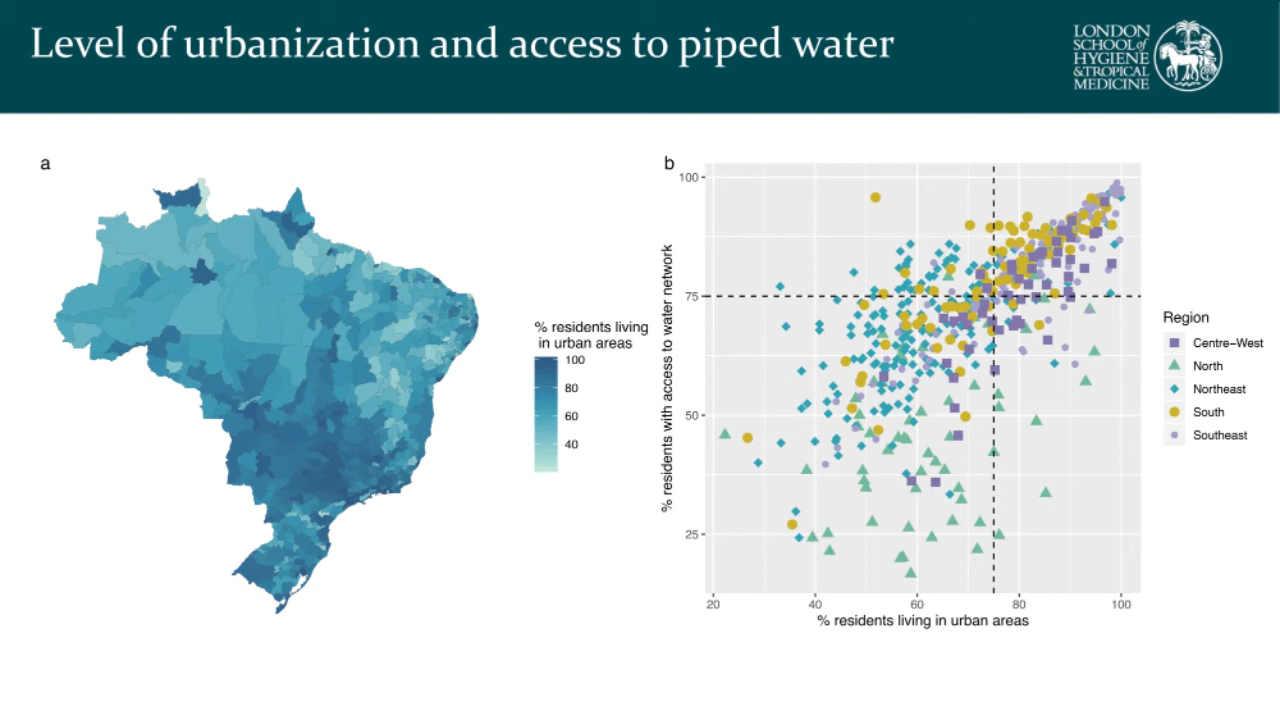 Level of urbanization and access to piped water
LONDON
SCHOOL of
HYGIENE
&TROPICAL
MEDICINE
a
% residents living
in urban areas
100
80
60
40
b
% residents with access to water network
100
75
50
25
20 40 60 80 100
% residents living in urban areas
Region
Centre−West
North
Northeast
South
Southeast